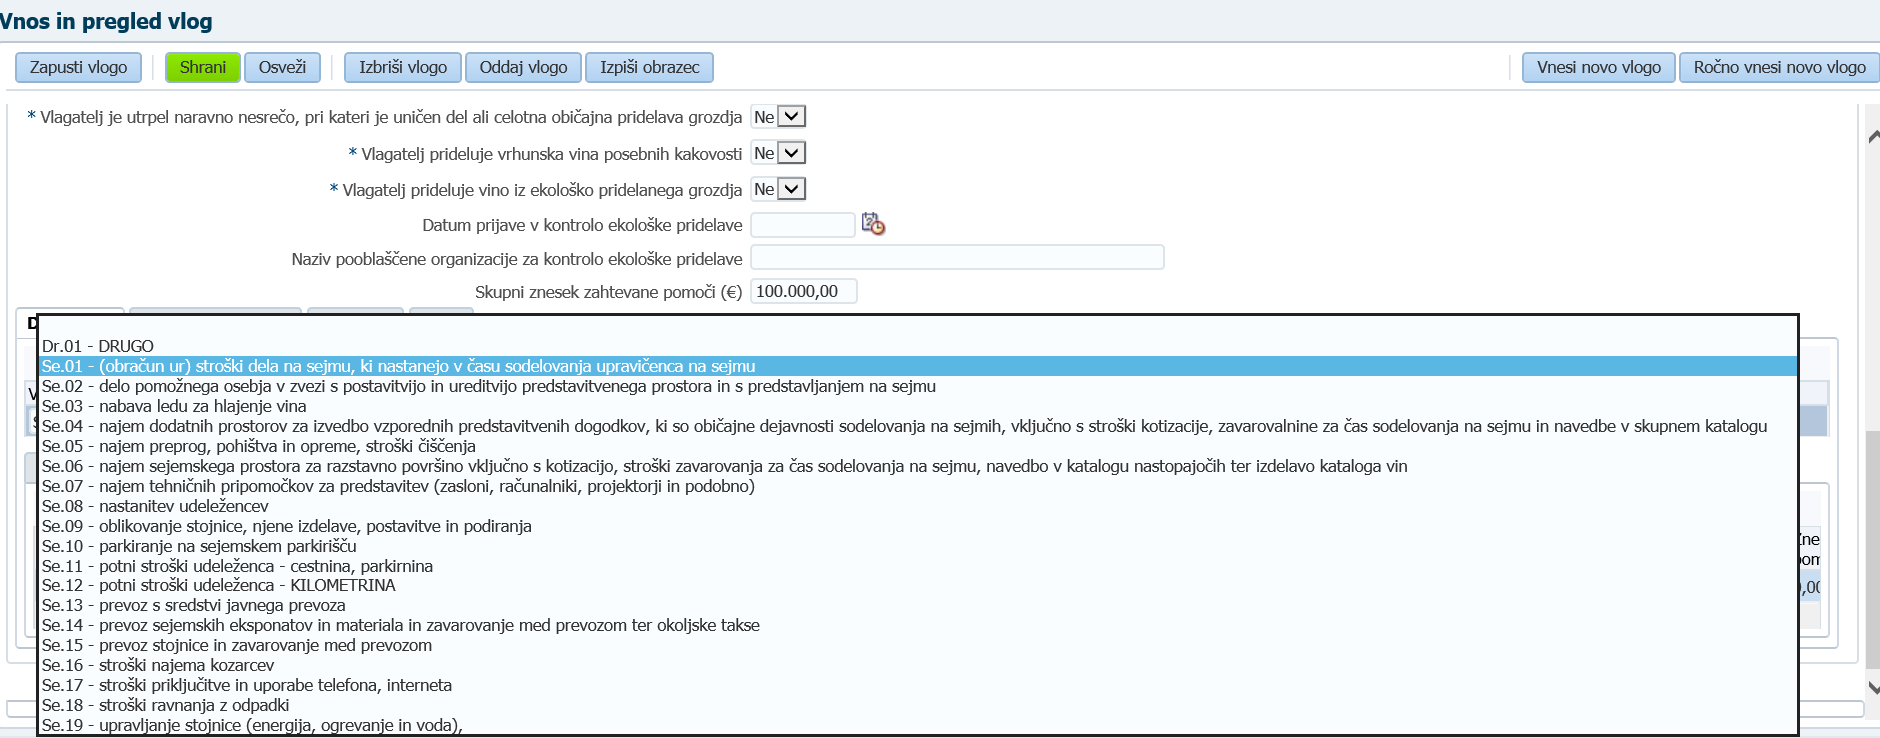 Vnos in pregled vlog
Zapusti vlogo Shrani Osveži Izbriši vlogo Oddaj vlogo Izpiši obrazec Vnesi novo vlogo Ročno vnesi novo vlogo
* Vlagatelj je utrpel naravno nesrečo, pri kateri je uničen del ali celotna običajna pridelava grozdja Ne
* Vlagatelj prideluje vrhunska vina posebnih kakovosti Ne
* Vlagatelj prideluje vino iz ekološko pridelanega grozdja Ne
Datum prijave v kontrolo ekološke pridelave
Naziv pooblaščene organizacije za kontrolo ekološke pridelave
Skupni znesek zahtevane pomoči (€) 100.000,00
Dr.01 - DRUGO
Se.01 - (obračun ur) stroški dela na sejmu, ki nastanejo v času sodelovanja upravičenca na sejmu
Se.02 - delo pomožnega osebja v zvezi s postavitvijo in ureditvijo predstavitvenega prostora in s predstavljanjem na sejmu
Se.03 - nabava ledu za hlajenje vina
Se.04 - najem dodatnih prostorov za izvedbo vzporednih predstavitvenih dogodkov, ki so običajne dejavnosti sodelovanja na sejmih, vključno s stroški kotizacije, zavarovalnine za čas sodelovanja na sejmu in navedbe v skupnem katalogu
Se.05 - najem preprog, pohištva in opreme, stroški čiščenja
Se.06 - najem sejemskega prostora za razstavno površino vključno s kotizacijo, stroški zavarovanja za čas sodelovanja na sejmu, navedbo v katalogu nastopajočih ter izdelavo kataloga vin
Se.07 - najem tehničnih pripomočkov za predstavitev (zasloni, računalniki, projektorji in podobno)
Se.08 - nastanitev udeležencev
Se.09 - oblikovanje stojnice, njene izdelave, postavitve in podiranja
Se.10 - parkiranje na sejemskem parkirišču
Se.11 - potni stroški udeleženca - cestnina, parkirnina
Se.12 - potni stroški udeleženca - KILOMETRINA
Se.13 - prevoz s sredstvi javnega prevoza
Se.14 - prevoz sejemskih eksponatov in materiala in zavarovanje med prevozom ter okoljske takse
Se.15 - prevoz stojnice in zavarovanje med prevozom
Se.16 - stroški najema kozarcev
Se.17 - stroški priključitve in uporabe telefona, interneta
Se.18 - stroški ravnanja z odpadki
Se.19 - upravljanje stojnice (energija, ogrevanje in voda),